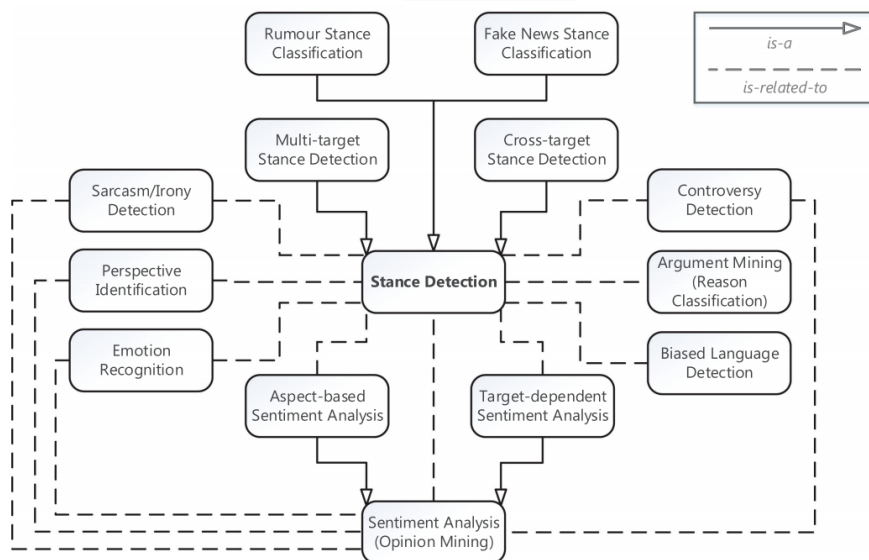 Rumour Stance
Classification
Fake News Stance
Classification
is-a
is-related-to
Multi-target
Stance Detection
Cross-target
Stance Detection
Sarcasm/Irony
Detection
Controversy
Detection
Perspective
Identification
Stance Detection
Argument Mining
(Reason
Classification)
Emotion
Recognition
Biased Language
Detection
Aspect-based
Sentiment Analysis
Target-dependent
Sentiment Analysis
Sentiment Analysis
(Opinion Mining)